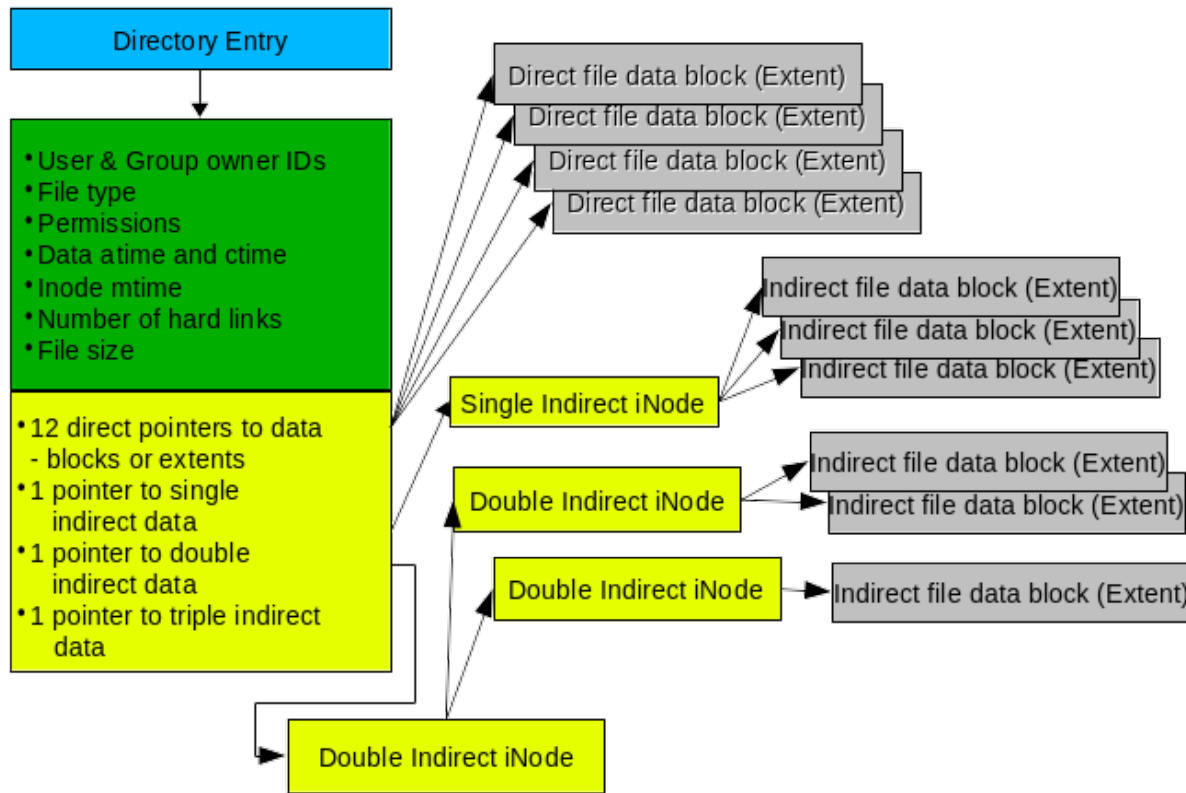 Directory Entry
• User & Group owner IDs
• File type
• Permissions
• Data atime and ctime
• Inode mtime
• Number of hard links
• File size
• 12 direct pointers to data
- blocks or extents
• 1 pointer to single
indirect data
• 1 pointer to double
indirect data
• 1 pointer to triple indirect
data
Direct file data block (Extent)
Direct file data block (Extent)
Direct file data block (Extent)
Direct file data block (Extent)
Single Indirect iNode
Indirect file data block (Extent)
Indirect file data block (Extent)
Indirect file data block (Extent)
Double Indirect iNode
Indirect file data block (Extent)
Indirect file data block (Extent)
Double Indirect iNode
Indirect file data block (Extent)
Double Indirect iNode